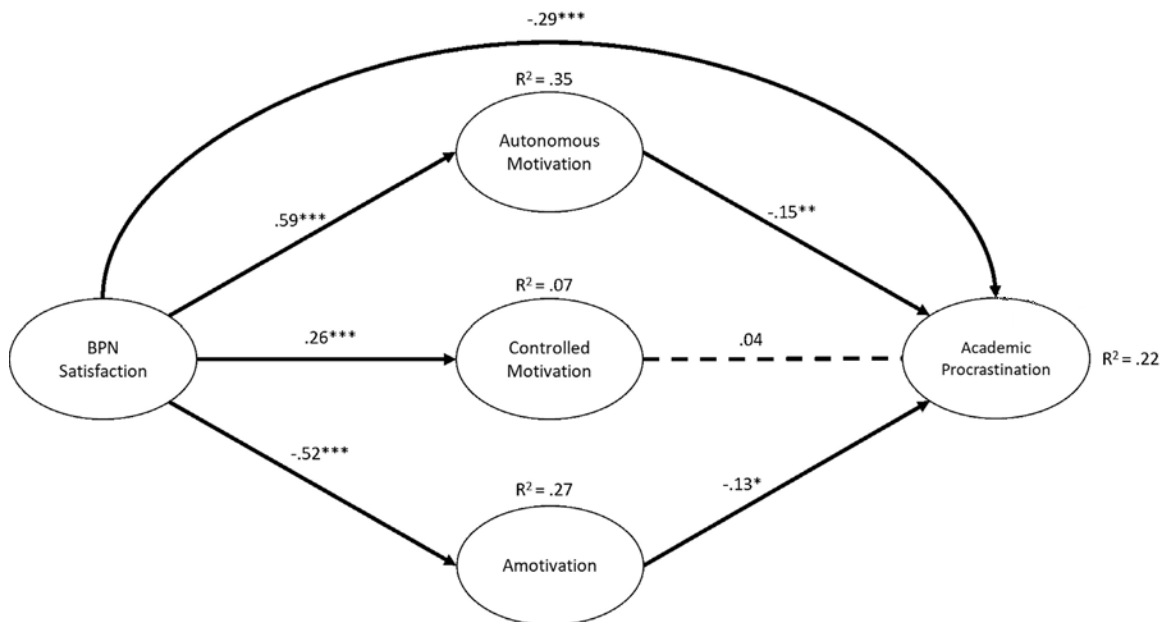 -.29***
R² = .35
Autonomous
Motivation
.59***
-.15**
R² = .07
BPN
Satisfaction
.26***
Controlled
Motivation
.04
Academic
Procrastination
R² = .22
-.52***
R² = .27
-.13*
Amotivation